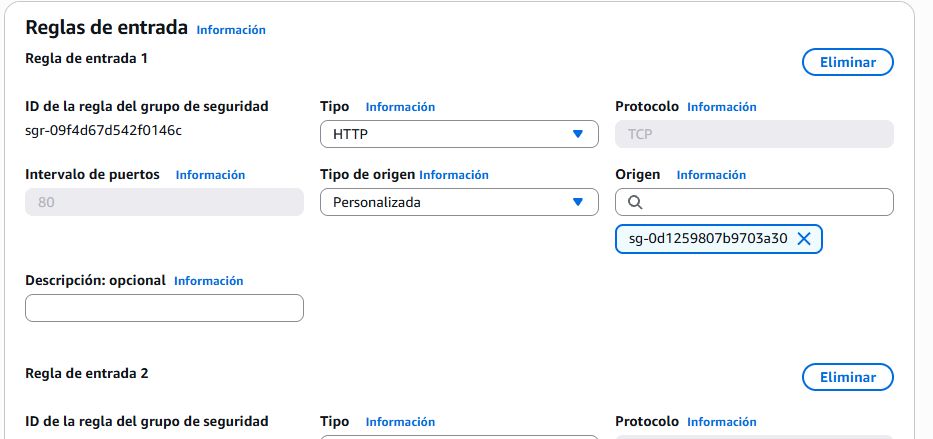 Reglas de entrada Información
Regla de entrada 1 Eliminar
ID de la regla del grupo de seguridad Tipo Información Protocolo Información
sgr-09f4d67d542f0146c HTTP TCP
Intervalo de puertos Información Tipo de origen Información Origen Información
80 Personalizada
sg-0d1259807b9703a30
Descripción: opcional Información
Regla de entrada 2 Eliminar
ID de la regla del grupo de seguridad Tipo Información Protocolo Información